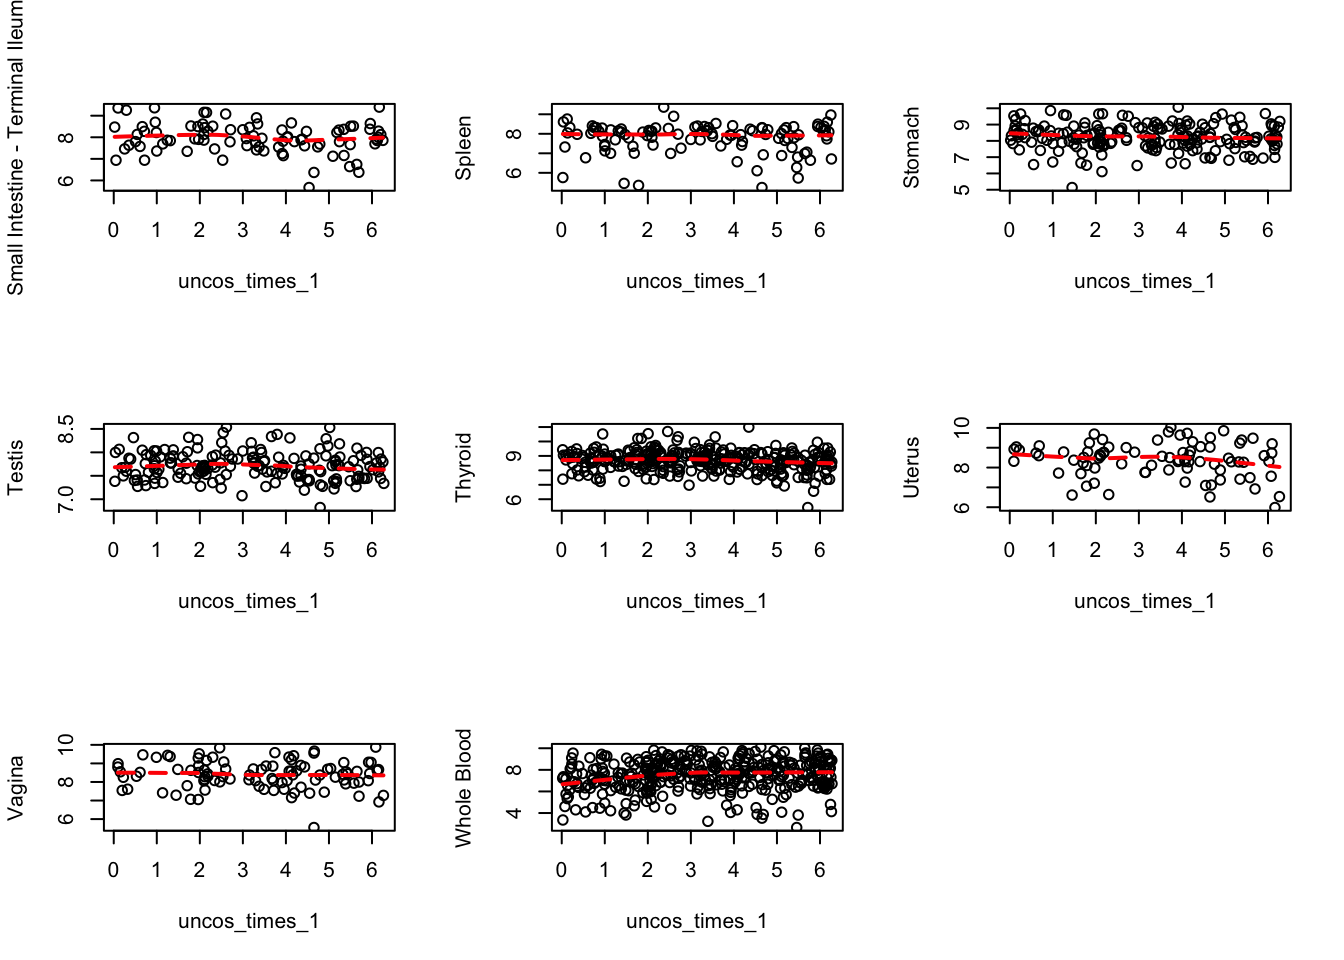 Small Intestine - Terminal Ileum
6 8
0 1 2 3 4 5 6
uncos_times_1
Spleen
6 8
0 1 2 3 4 5 6
uncos_times_1
Stomach
5 7 9
0 1 2 3 4 5 6
uncos_times_1
Testis
7.0 8.5
0 1 2 3 4 5 6
uncos_times_1
Thyroid
6 9
0 1 2 3 4 5 6
uncos_times_1
Uterus
6 8 10
0 1 2 3 4 5 6
uncos_times_1
Vagina
6 8 10
0 1 2 3 4 5 6
uncos_times_1
Whole Blood
4 8
0 1 2 3 4 5 6
uncos_times_1